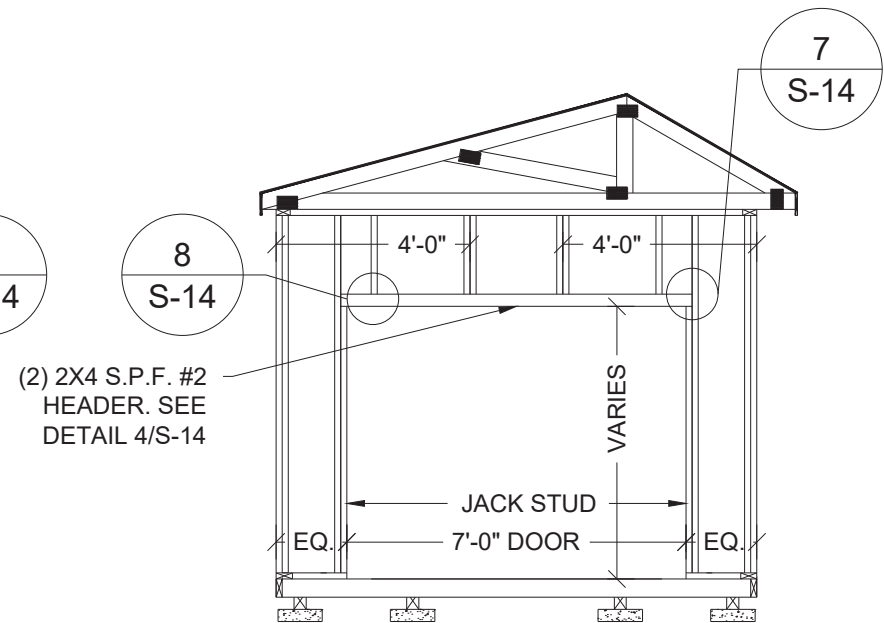 7
S-14
8
S-14
4
4'-0"
4'-0"
(2) 2X4 S.P.F. #2
HEADER. SEE
DETAIL 4/S-14
VARIES
JACK STUD
EQ.
7'-0" DOOR
EQ.